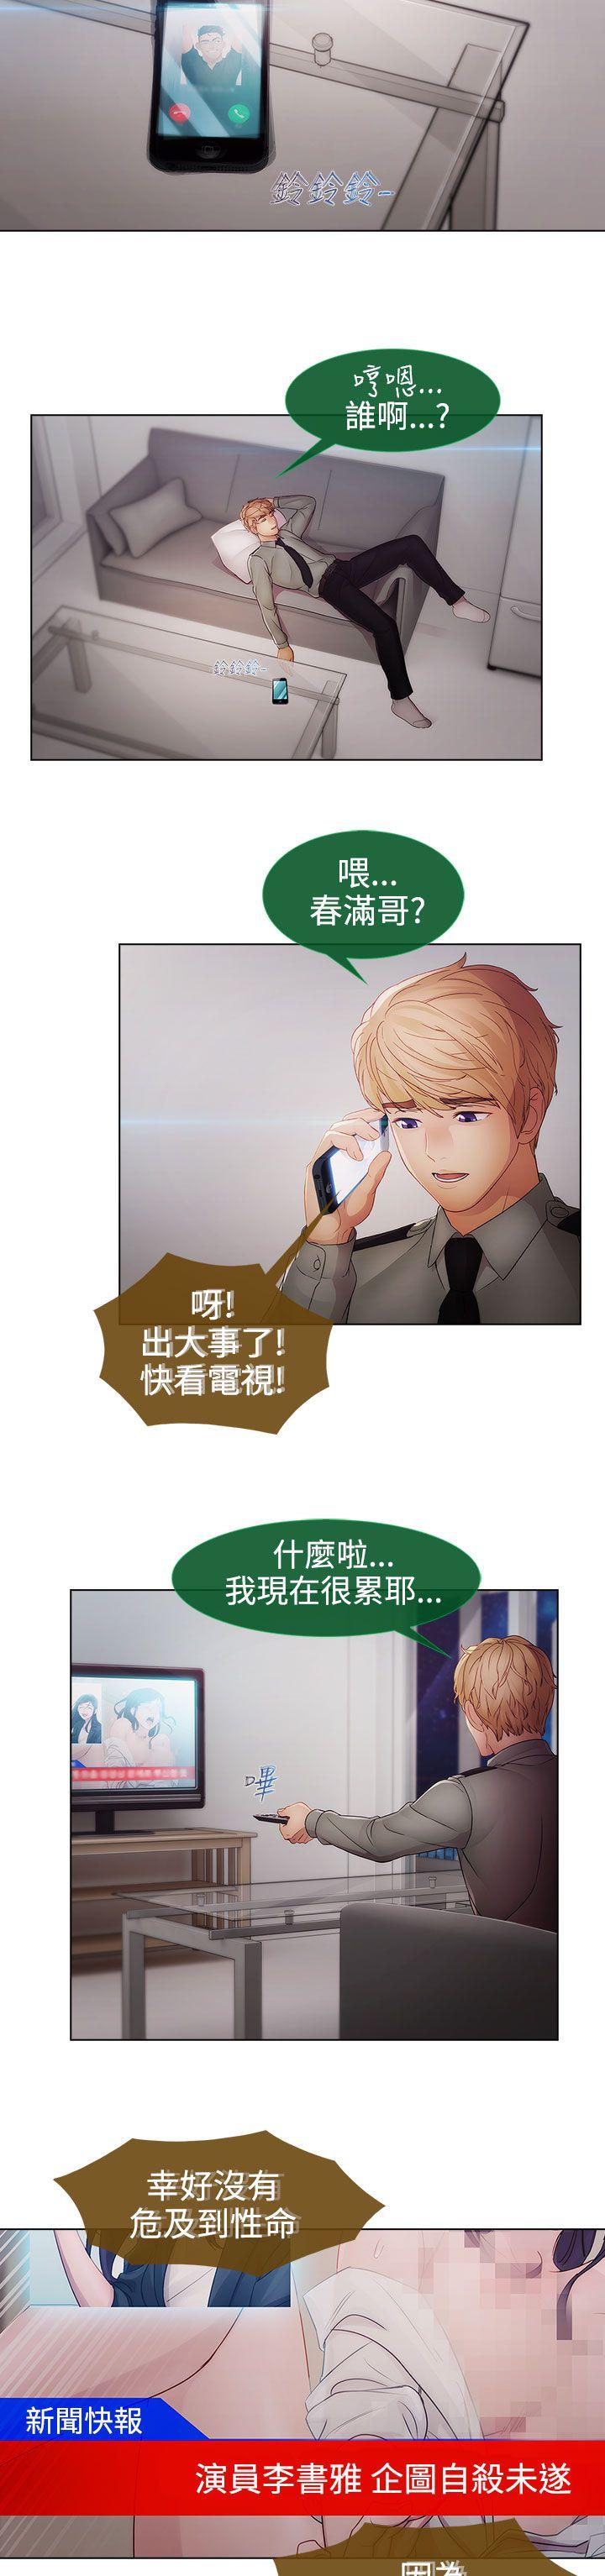 鈴鈴鈴-
哼嗯...
誰啊...?
鈴鈴鈴-
喂...
春滿哥?
呀!
出大事了!
快看電視!
什麼啦...
我現在很累耶...
嗶
幸好沒有
危及到性命
新聞快報
演員李書雅 企圖自殺未遂
因為